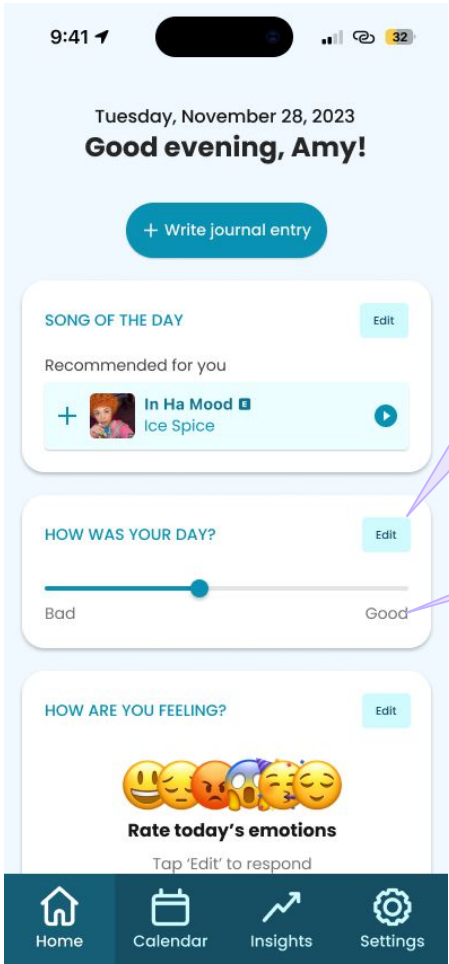 9:41
32
Tuesday, November 28, 2023
Good evening, Amy!
+ Write journal entry
SONG OF THE DAY
Edit
Recommended for you
In Ha Mood E
Ice Spice
HOW WAS YOUR DAY?
Edit
Bad
Good
HOW ARE YOU FEELING?
Edit
Rate today's emotions
Tap 'Edit' to respond
Home
Calendar
Insights
Settings